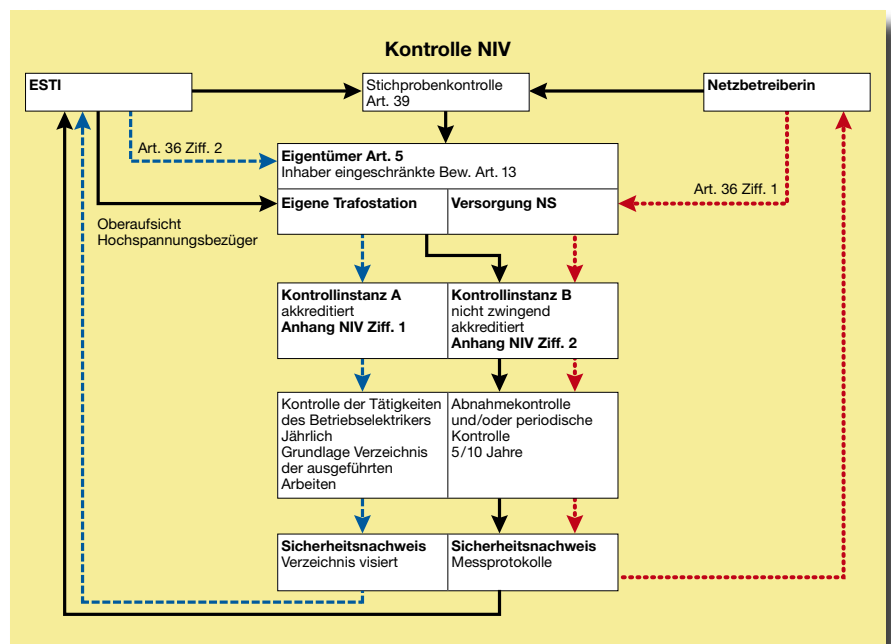 Kontrolle NIV
ESTI
Stichprobenkontrolle
Art. 39
Netzbetreiberin
Art. 36 Ziff. 2
Eigentümer Art. 5
Inhaber eingeschränkte Bew. Art. 13
Art. 36 Ziff. 1
Eigene Trafostation
Versorgung NS
Oberaufsicht
Hochspannungsbezüger
Kontrollinstanz A
akkreditiert
Anhang NIV Ziff. 1
Kontrollinstanz B
nicht zwingend
akkreditiert
Anhang NIV Ziff. 2
Kontrolle der Tätigkeiten
des Betriebselektrikers
Jährlich
Grundlage Verzeichnis
der ausgeführten
Arbeiten
Abnahmekontrolle
und/oder periodische
Kontrolle
5/10 Jahre
Sicherheitsnachweis
Verzeichnis visiert
Sicherheitsnachweis
Messprotokolle